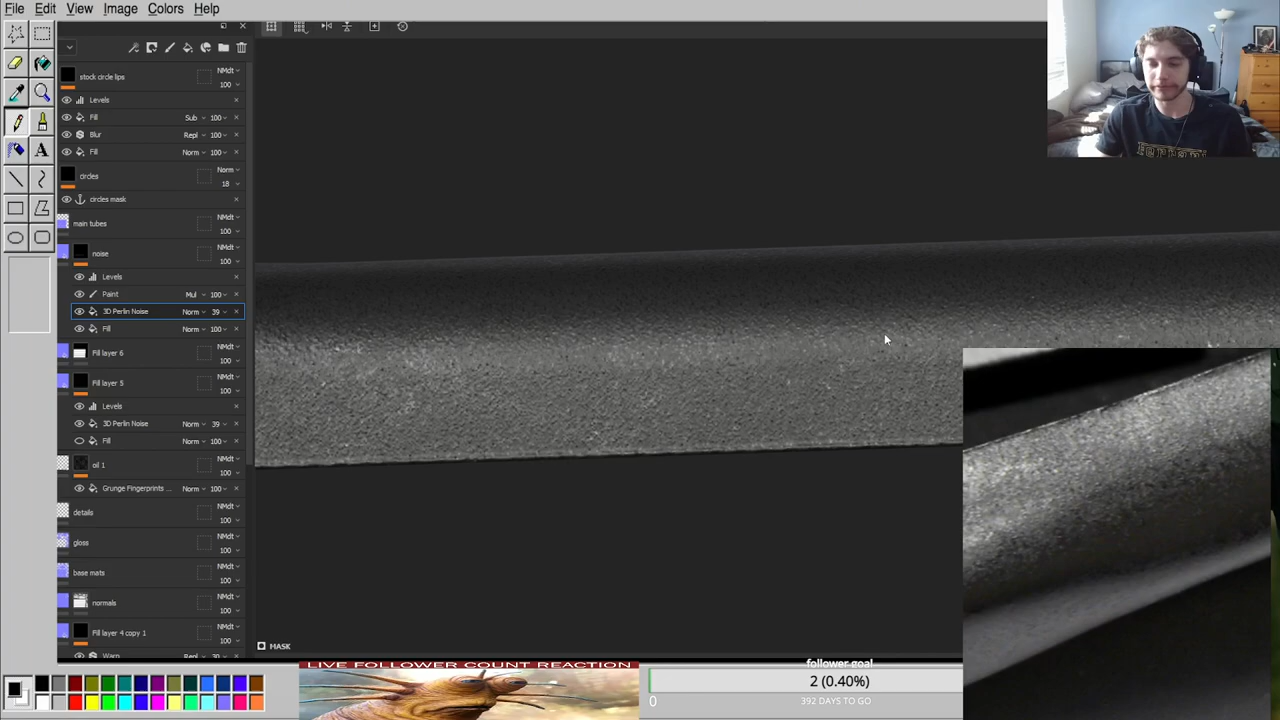 File Edit View Image Colors Help
stock circle lips NMdt
100
Levels
Fill Sub 100
Blur Repl 100
Fill Norm 100
circles Norm
18
circles mask
main tubes NMdt
100
noise NMdt
100
Levels
Paint Mul 100
3D Perlin Noise Norm 39
Fill Norm 100
Fill layer 6 NMdt
100
Fill layer 5 NMdt
100
Levels
3D Perlin Noise Norm 39
Fill Norm 100
oil 1 NMdt
100
Grunge Fingerprints ... Norm 100
details NMdt
100
gloss NMdt
100
base mats NMdt
100
normals NMdt
100
Fill layer 4 copy 1 NMdt
100
Warp Repl 30
MASK
Ferrari
LIVE FOLLOWER COUNT REACTION
follower goal
2 (0.40%)
0
392 DAYS TO GO
A